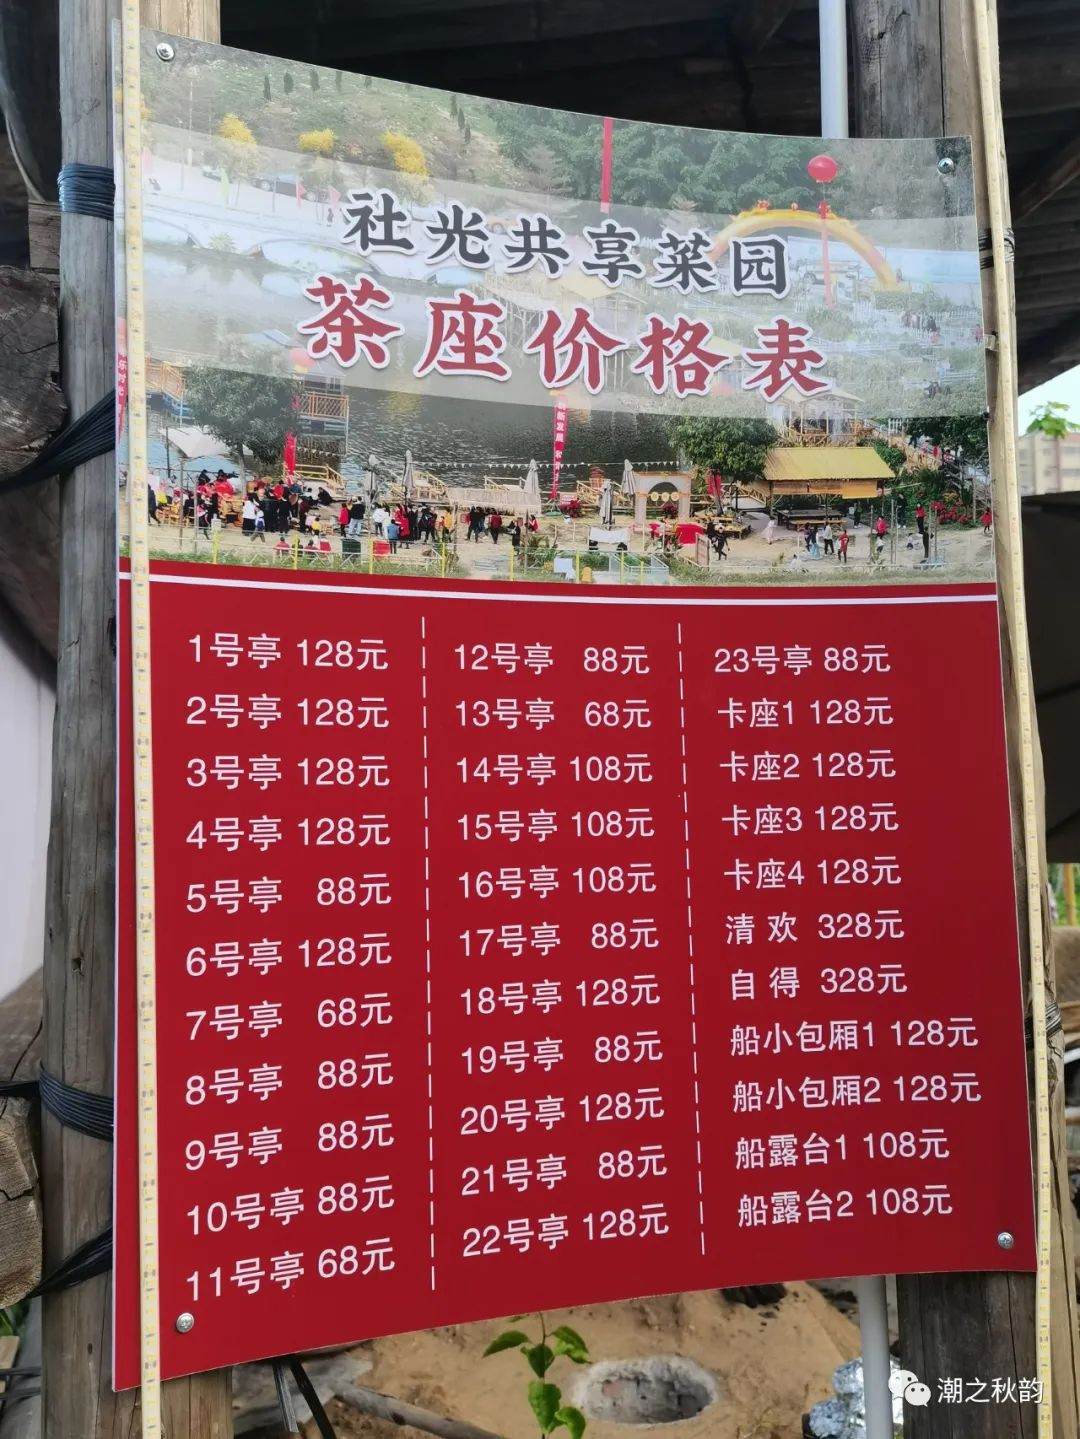 社光共享菜园
茶座价格表
1号亭 128元
2号亭 128元
3号亭 128元
4号亭 128元
5号亭 88元
6号亭 128元
7号亭 68元
8号亭 88元
9号亭 88元
10号亭 88元
11号亭 68元
12号亭 88元
13号亭 68元
14号亭 108元
15号亭 108元
16号亭 108元
17号亭 88元
18号亭 128元
19号亭 88元
20号亭 128元
21号亭 88元
22号亭 128元
23号亭 88元
卡座1 128元
卡座2 128元
卡座3 128元
卡座4 128元
清欢 328元
自得 328元
船小包厢1 128元
船小包厢2 128元
船露台1 108元
船露台2 108元
潮之秋韵